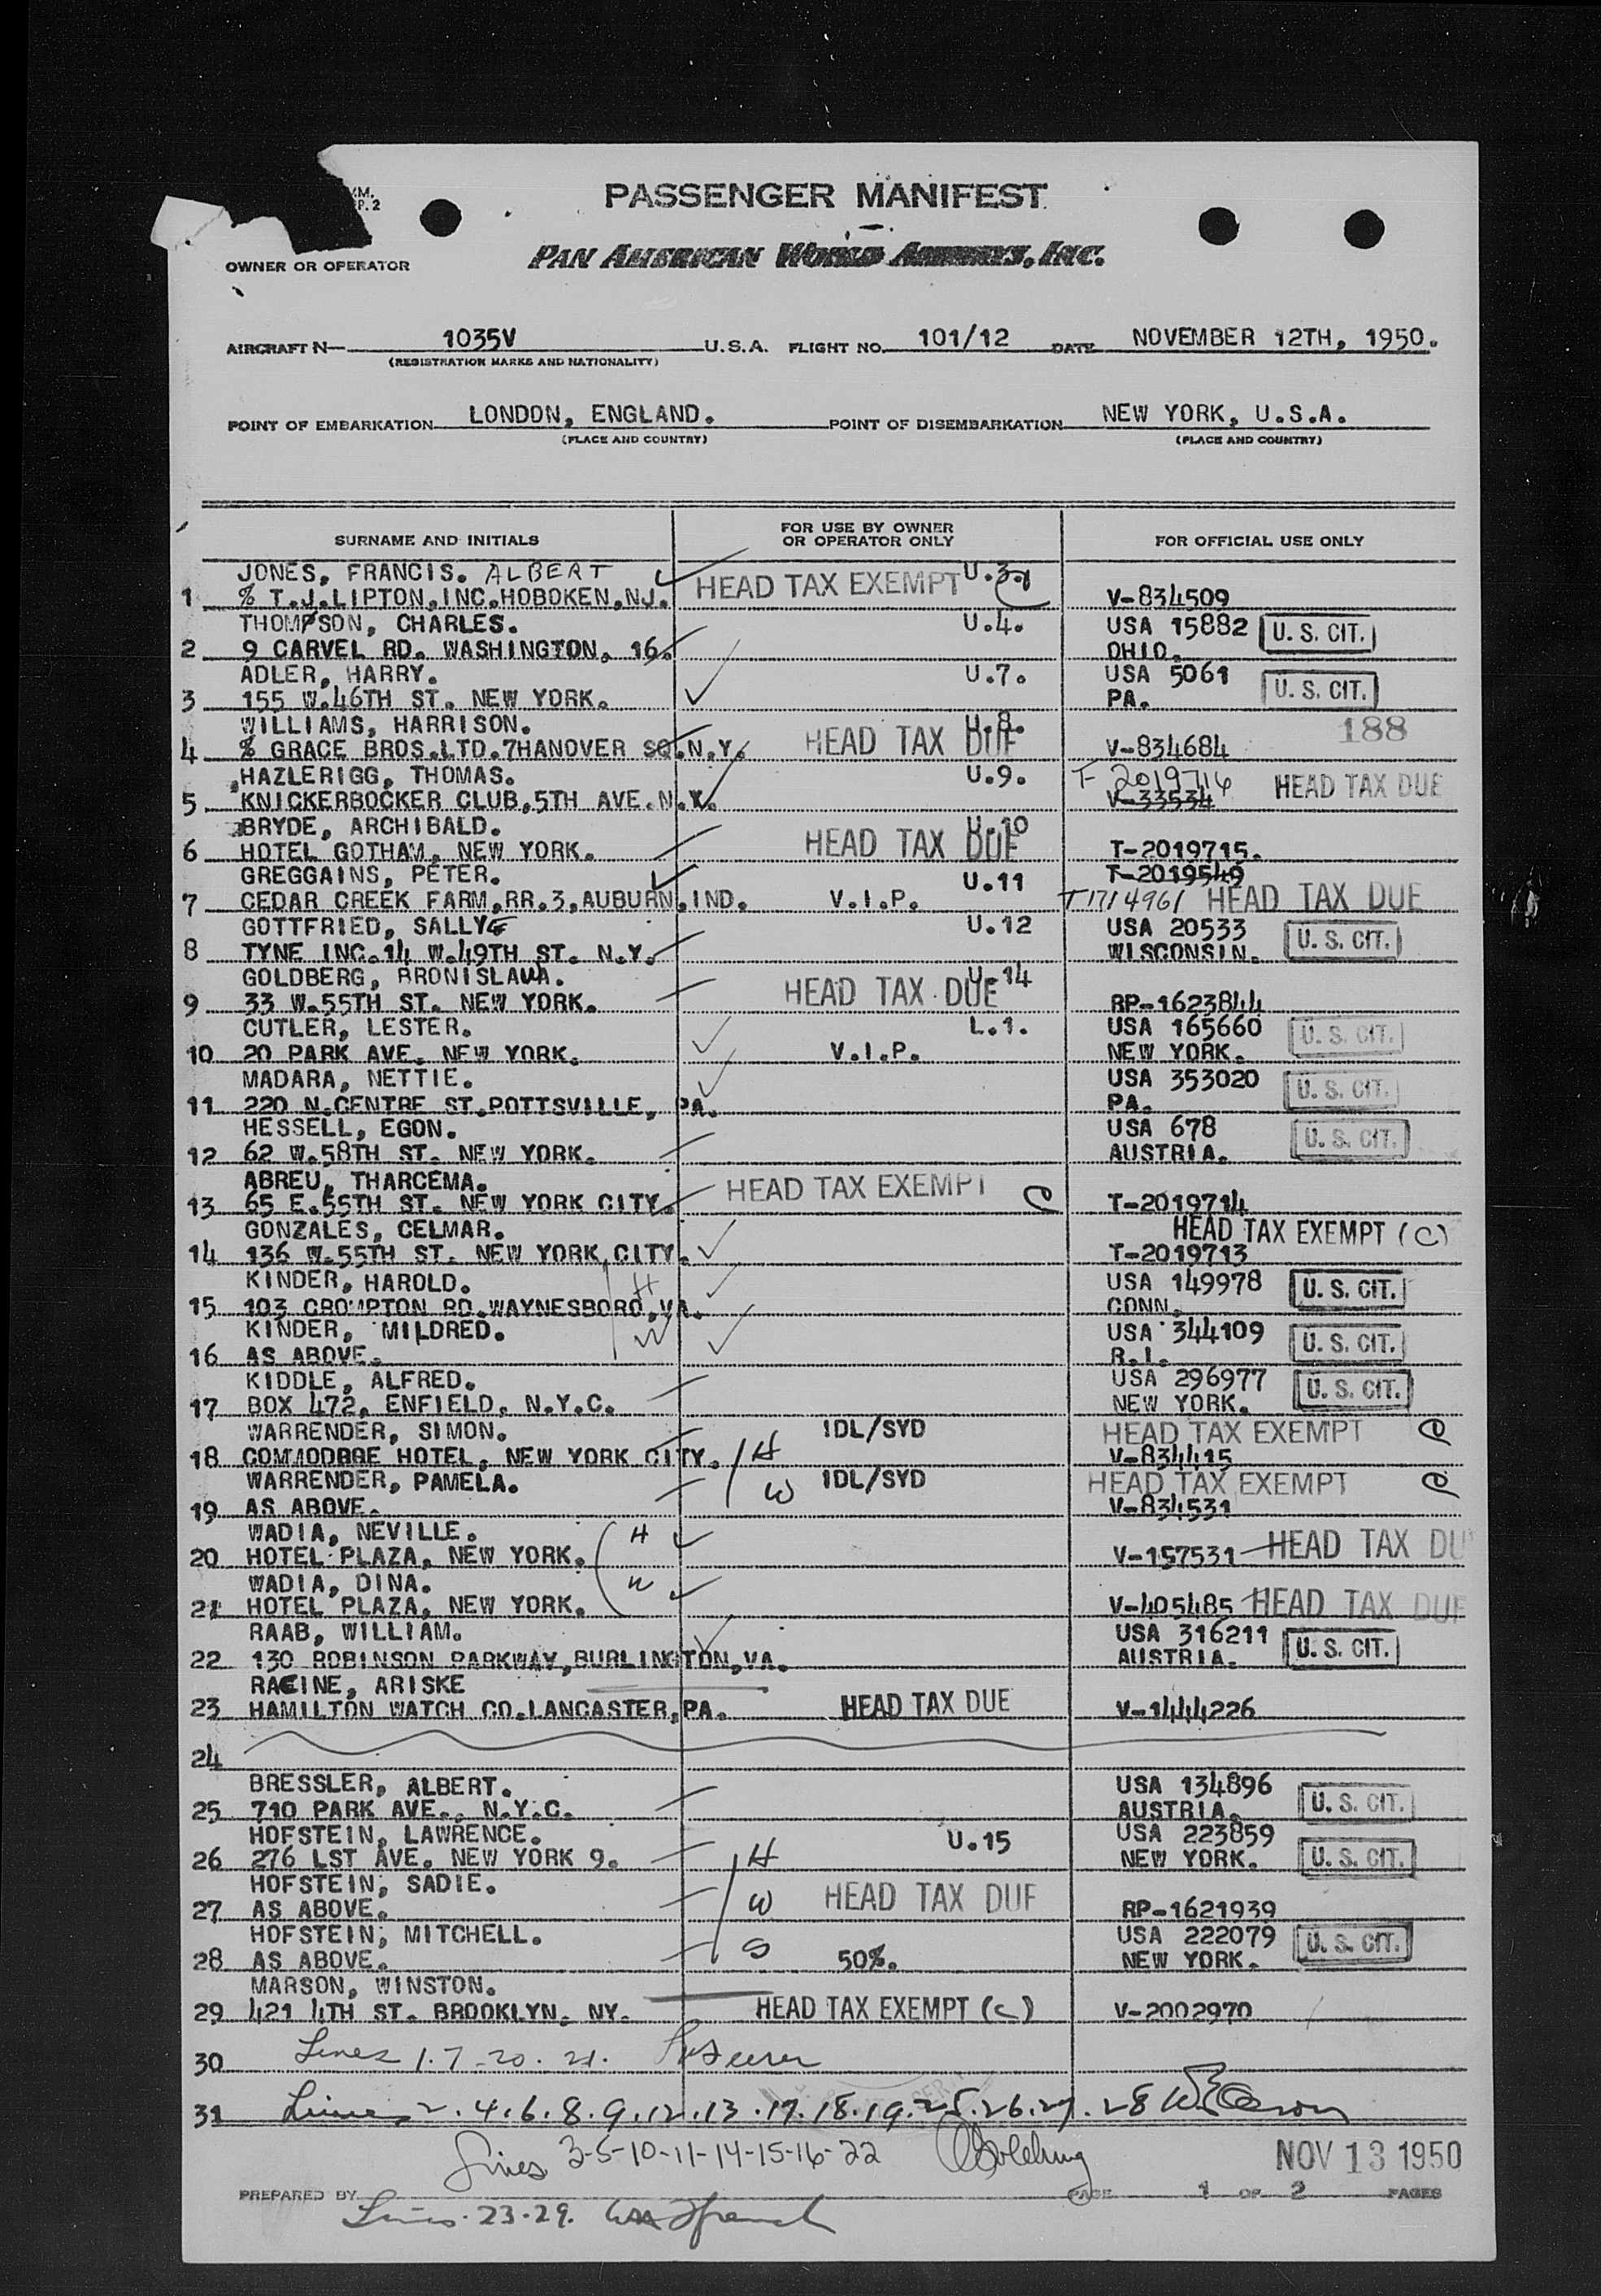 PASSENGER MANIFEST
PAN AMERICAN WORLD AIRWAYS, INC.
OWNER OR OPERATOR
AIRCRAFT N— 1035V U.S.A. FLIGHT NO. 101/12 DATE NOVEMBER 12TH, 1950.
(REGISTRATION MARKS AND NATIONALITY)
POINT OF EMBARKATION LONDON, ENGLAND. POINT OF DISEMBARKATION NEW YORK, U.S.A.
(PLACE AND COUNTRY) (PLACE AND COUNTRY)
SURNAME AND INITIALS FOR USE BY OWNER OR OPERATOR ONLY FOR OFFICIAL USE ONLY
JONES, FRANCIS. ALBERT HEAD TAX EXEMPT U.3.
1 % T.J.LIPTON,INC.HOBOKEN,NJ. V-834509
THOMPSON, CHARLES. U.4. USA 15882 U. S. CIT.
2 9 CARVEL RD. WASHINGTON, 16. OHIO.
ADLER, HARRY. U.7. USA 5061 U. S. CIT.
3 155 W.46TH ST. NEW YORK. PA.
WILLIAMS, HARRISON. HEAD TAX DUE U.8. 188
4 % GRACE BROS.LTD.7HANOVER SQ.N.Y. V-834684
HAZLERIGG, THOMAS. U.9. T 2019716 HEAD TAX DUE
5 KNICKERBOCKER CLUB,5TH AVE.N.Y. V-33534
BRYDE, ARCHIBALD. HEAD TAX DUE U.10
6 HOTEL GOTHAM, NEW YORK. T-2019715.
GREGGAINS, PETER. U.11 T-2019549
7 CEDAR CREEK FARM,RR.3,AUBURN,IND. V.I.P. T1714961 HEAD TAX DUE
GOTTFRIED, SALLYE U.12 USA 20533 U. S. CIT.
8 TYNE INC.14 W.49TH ST. N.Y. WISCONSIN.
GOLDBERG, BRONISLAWA. HEAD TAX DUE U.14
9 33 W.55TH ST. NEW YORK. RP-1623844
CUTLER, LESTER. L.1. USA 165660 U. S. CIT.
10 20 PARK AVE. NEW YORK. V.I.P. NEW YORK.
MADARA, NETTIE. USA 353020 U. S. CIT.
11 220 N.CENTRE ST.POTTSVILLE, PA. PA.
HESSELL, EGON. USA 678 U. S. CIT.
12 62 W.58TH ST. NEW YORK. AUSTRIA.
ABREU, THARCEMA. HEAD TAX EXEMPT C
13 65 E.55TH ST. NEW YORK CITY. T-2019714
GONZALES, CELMAR. HEAD TAX EXEMPT (C)
14 136 W.55TH ST. NEW YORK CITY. T-2019713
KINDER, HAROLD. H USA 149978 U. S. CIT.
15 103 CROMPTON RD.WAYNESBORO,VA. CONN.
KINDER, MILDRED. W USA 344109 U. S. CIT.
16 AS ABOVE. R.I.
KIDDLE, ALFRED. USA 296977 U. S. CIT.
17 BOX 472, ENFIELD, N.Y.C. NEW YORK.
WARRENDER, SIMON. IDL/SYD HEAD TAX EXEMPT C
18 COMMODORE HOTEL, NEW YORK CITY. H V-834415
WARRENDER, PAMELA. W IDL/SYD HEAD TAX EXEMPT C
19 AS ABOVE. V-834531
WADIA, NEVILLE. H
20 HOTEL PLAZA, NEW YORK. V-157531 HEAD TAX DU
WADIA, DINA. W
21 HOTEL PLAZA, NEW YORK. V-405485 HEAD TAX DUE
RAAB, WILLIAM. USA 316211 U. S. CIT.
22 130 ROBINSON PARKWAY,BURLINGTON,VA. AUSTRIA.
RACINE, ARISKE
23 HAMILTON WATCH CO.LANCASTER,PA. HEAD TAX DUE V-1444226
24
BRESSLER, ALBERT. USA 134896 U. S. CIT.
25 710 PARK AVE., N.Y.C. AUSTRIA.
HOFSTEIN, LAWRENCE. U.15 USA 223859
26 276 LST AVE. NEW YORK 9. H NEW YORK. U. S. CIT.
HOFSTEIN, SADIE. HEAD TAX DUE
27 AS ABOVE. W RP-1621939
HOFSTEIN, MITCHELL. S USA 222079 U. S. CIT.
28 AS ABOVE. 50%. NEW YORK.
MARSON, WINSTON.
29 421 4TH ST. BROOKLYN, NY. HEAD TAX EXEMPT (C) V-2002970
30 Lines 1.7-20.21.
31 Lines 2.4.6.8.9.12.13.17.18.19.25.26.27.28
Lines 3-5-10-11-14-15-16-22 NOV 13 1950
PREPARED BY PAGE 1 OF 2 PAGES
Lines 23.29.